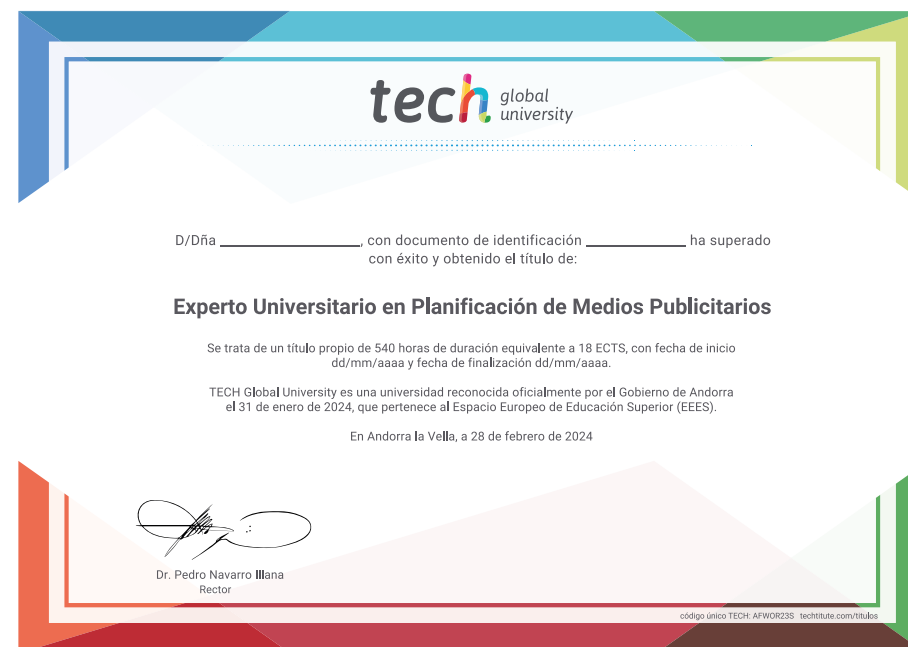 tech global university
D/Dña ____________________, con documento de identificación ______________ ha superado
con éxito y obtenido el título de:
Experto Universitario en Planificación de Medios Publicitarios
Se trata de un título propio de 540 horas de duración equivalente a 18 ECTS, con fecha de inicio
dd/mm/aaaa y fecha de finalización dd/mm/aaaa.
TECH Global University es una universidad reconocida oficialmente por el Gobierno de Andorra
el 31 de enero de 2024, que pertenece al Espacio Europeo de Educación Superior (EEES).
En Andorra la Vella, a 28 de febrero de 2024
Dr. Pedro Navarro Illana
Rector
código único TECH: AFWOR23S techtitute.com/titulos